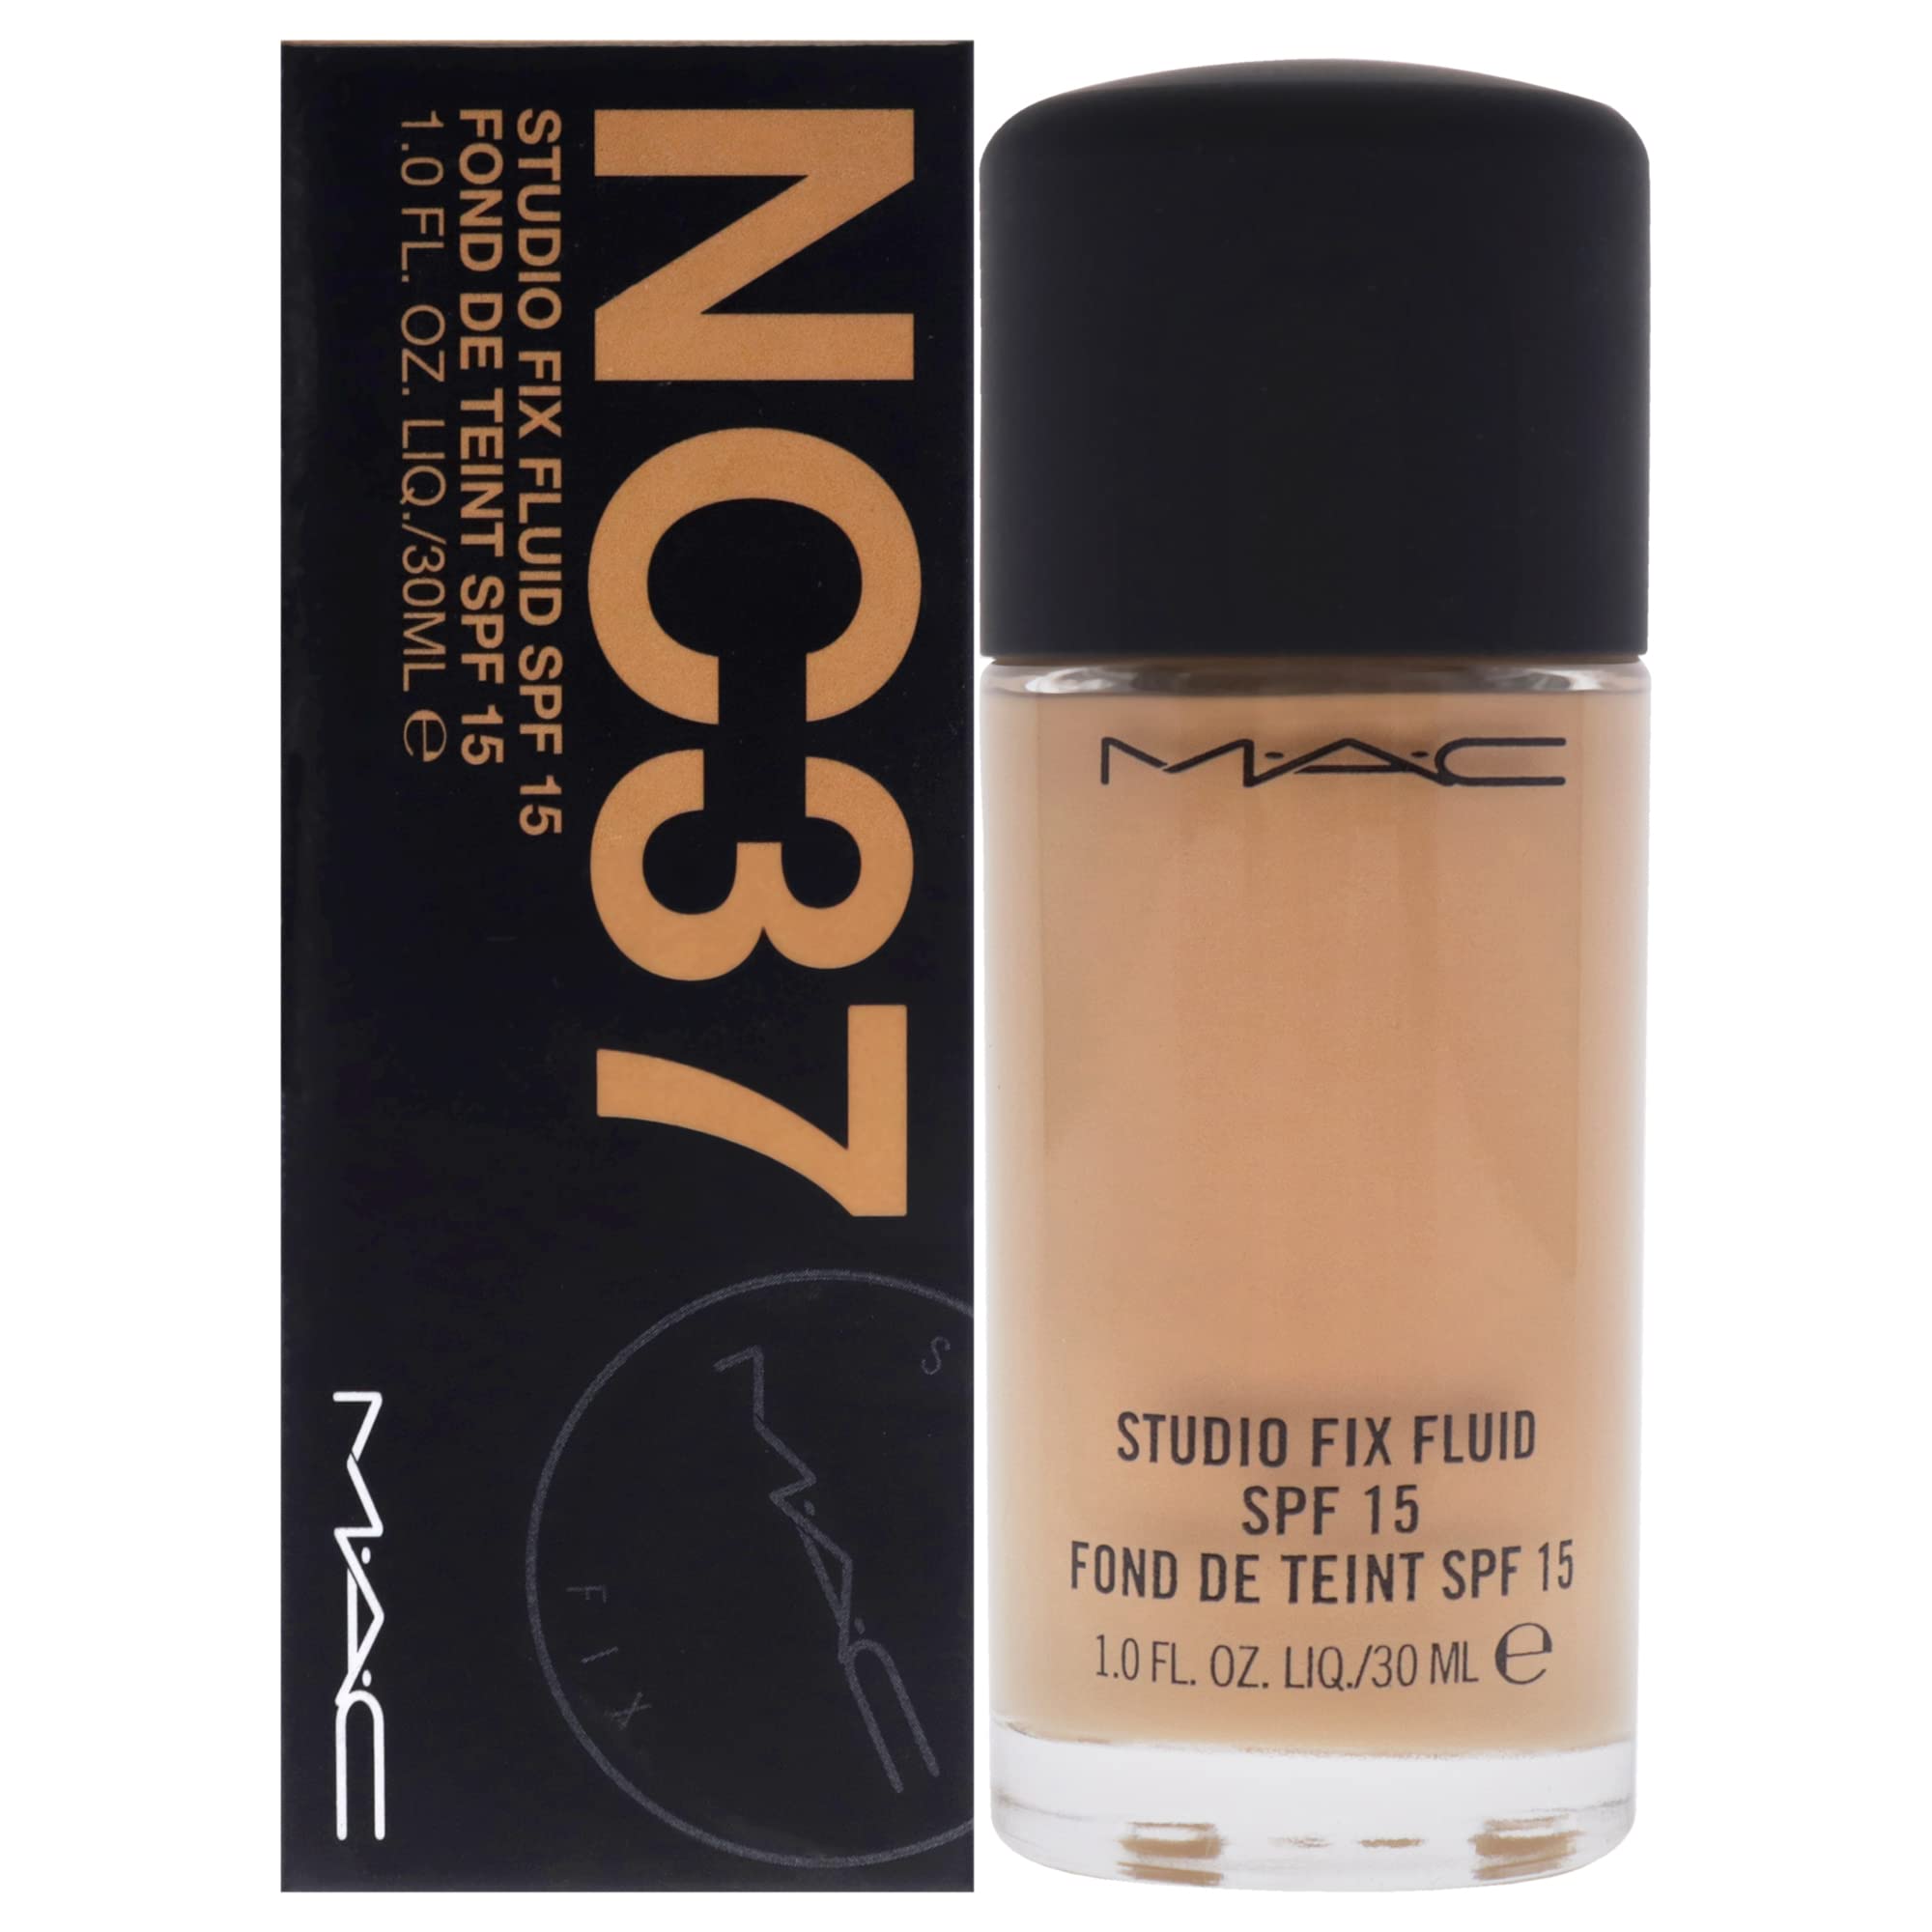 NC37
STUDIO FIX FLUID SPF 15
FOND DE TEINT SPF 15
1.0 FL. OZ. LIQ./30ML e
M·A·C
S
M·A·C
FIX
M·A·C
STUDIO FIX FLUID
SPF 15
FOND DE TEINT SPF 15
1.0 FL. OZ. LIQ./30 ML e